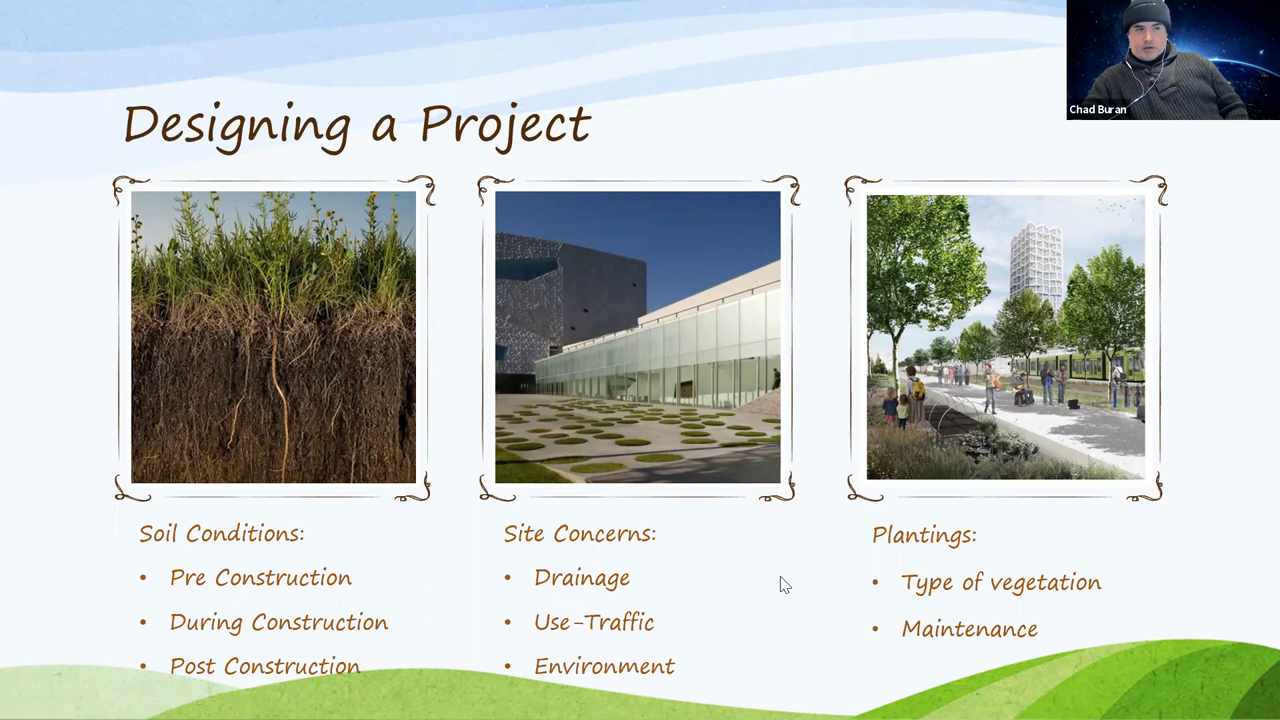 Chad Buran
Designing a Project
Soil Conditions:
• Pre Construction
• During Construction
• Post Construction
Site Concerns:
• Drainage
• Use-Traffic
• Environment
Plantings:
• Type of vegetation
• Maintenance